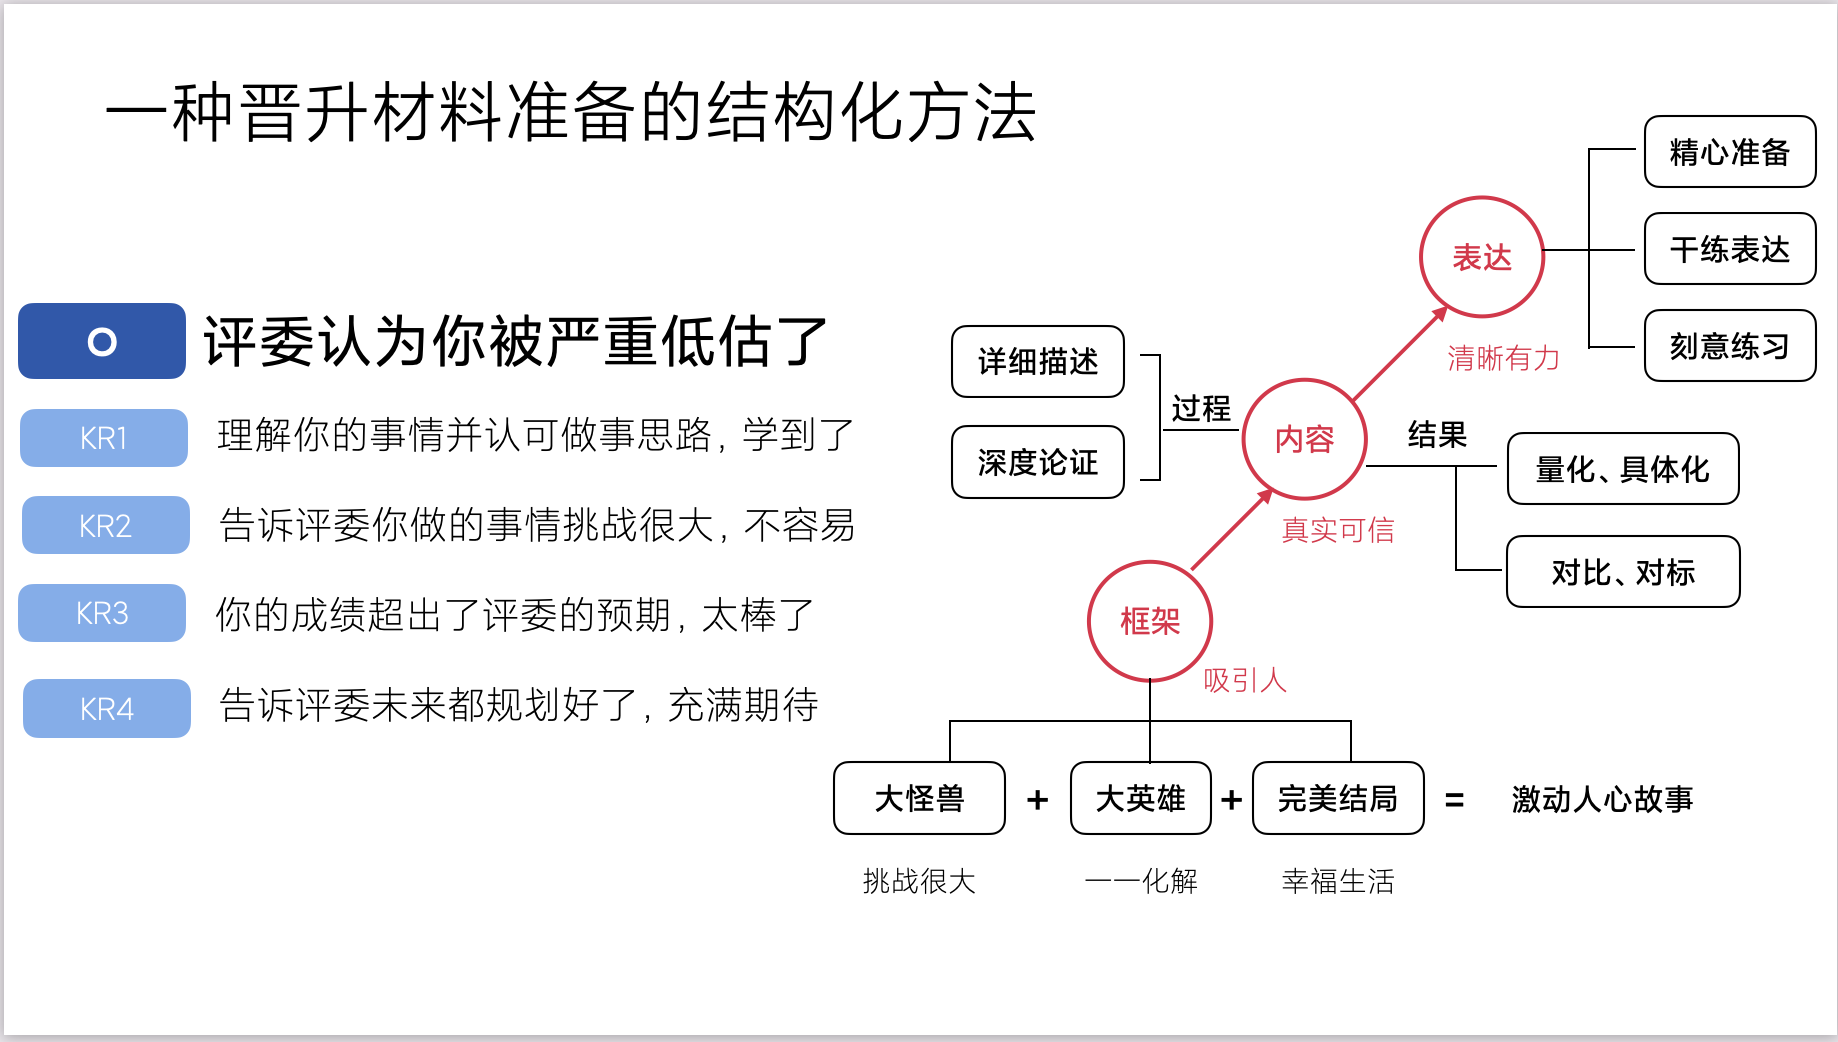 一种晋升材料准备的结构化方法
O 评委认为你被严重低估了
KR1 理解你的事情并认可做事思路，学到了
KR2 告诉评委你做的事情挑战很大，不容易
KR3 你的成绩超出了评委的预期，太棒了
KR4 告诉评委未来都规划好了，充满期待
表达
精心准备
干练表达
刻意练习
清晰有力
详细描述
深度论证
过程
内容
结果
量化、具体化
对比、对标
真实可信
框架
吸引人
大怪兽 + 大英雄 + 完美结局 = 激动人心故事
挑战很大 一一化解 幸福生活